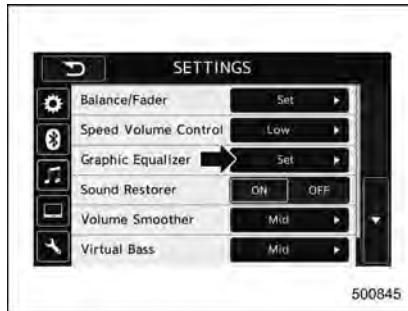 SETTINGS
Balance/Fader Set
Speed Volume Control Low
Graphic Equalizer Set
Sound Restorer ON OFF
Volume Smoother Mid
Virtual Bass Mid
500845